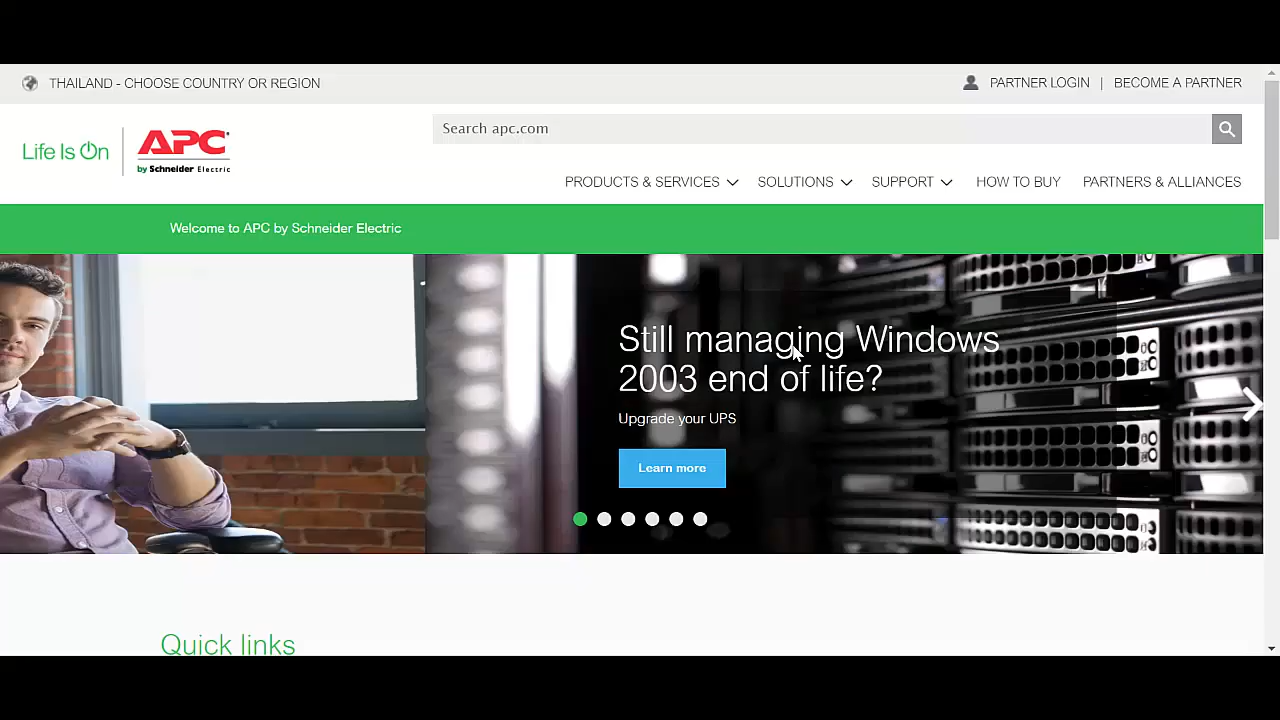 THAILAND - CHOOSE COUNTRY OR REGION
PARTNER LOGIN | BECOME A PARTNER
Life Is On
APC
by Schneider Electric
Search apc.com
PRODUCTS & SERVICES
SOLUTIONS
SUPPORT
HOW TO BUY
PARTNERS & ALLIANCES
Welcome to APC by Schneider Electric
Still managing Windows
2003 end of life?
Upgrade your UPS
Learn more
Quick links